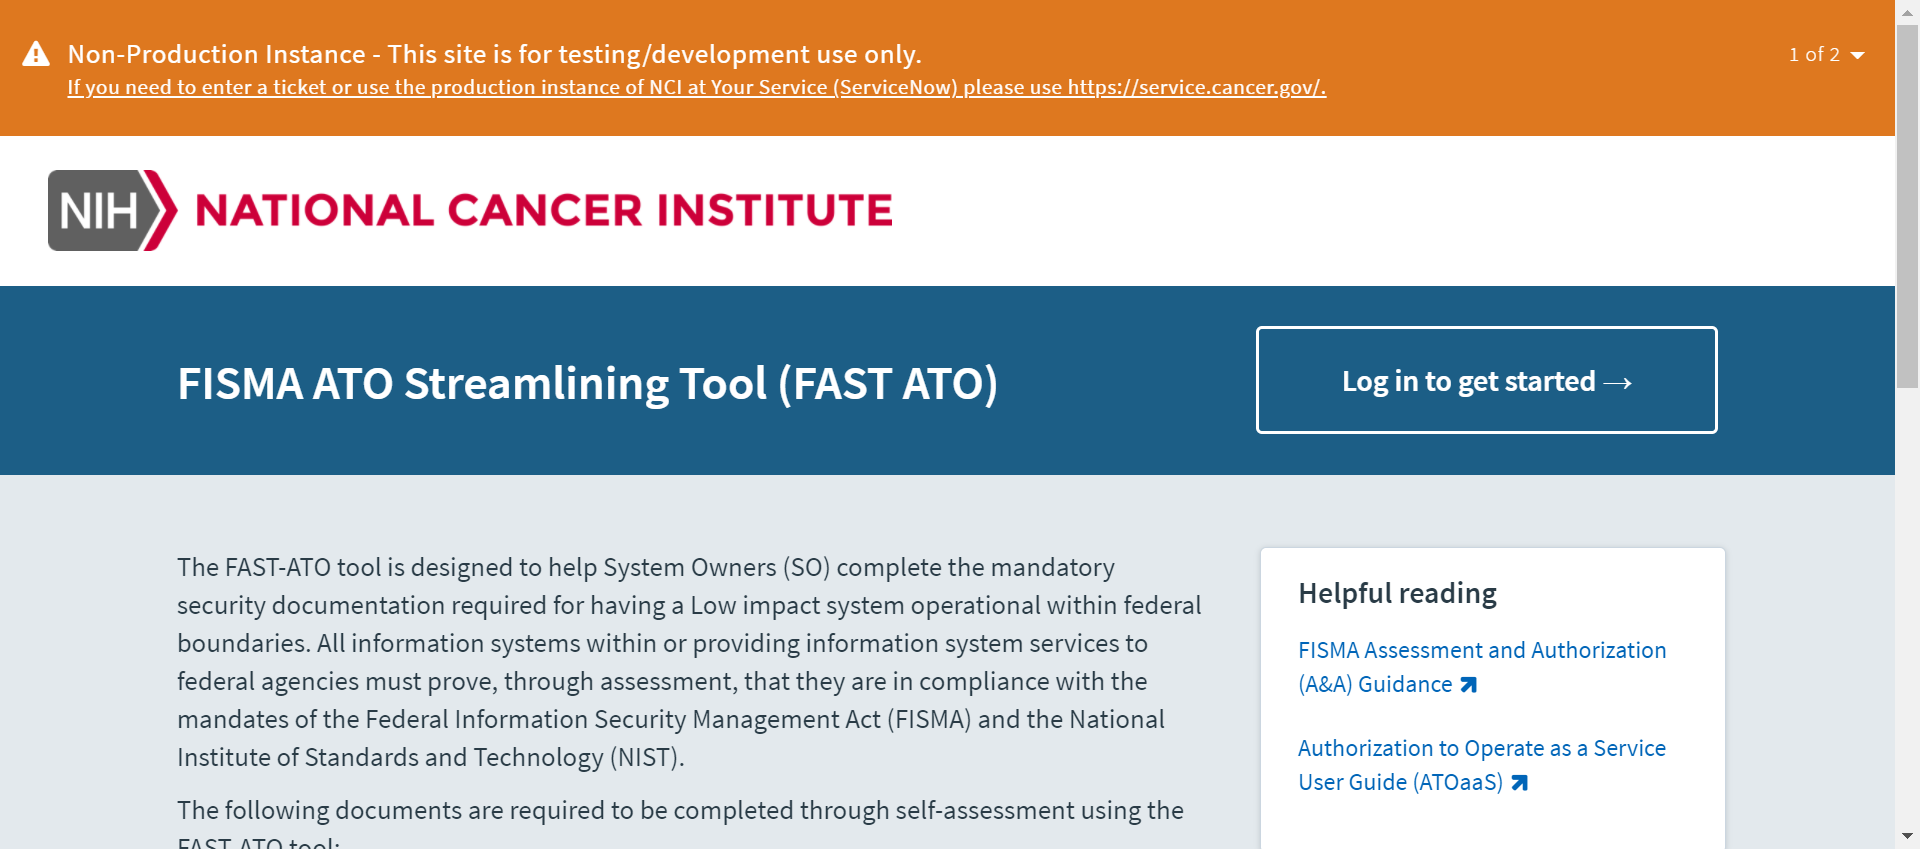 Non-Production Instance - This site is for testing/development use only.
1 of 2
If you need to enter a ticket or use the production instance of NCI at Your Service (ServiceNow) please use https://service.cancer.gov/.
NIH NATIONAL CANCER INSTITUTE
FISMA ATO Streamlining Tool (FAST ATO)
Log in to get started →
The FAST-ATO tool is designed to help System Owners (SO) complete the mandatory
security documentation required for having a Low impact system operational within federal
boundaries. All information systems within or providing information system services to
federal agencies must prove, through assessment, that they are in compliance with the
mandates of the Federal Information Security Management Act (FISMA) and the National
Institute of Standards and Technology (NIST).
The following documents are required to be completed through self-assessment using the
FAST-ATO tool:
Helpful reading
FISMA Assessment and Authorization
(A&A) Guidance
Authorization to Operate as a Service
User Guide (ATOaaS)